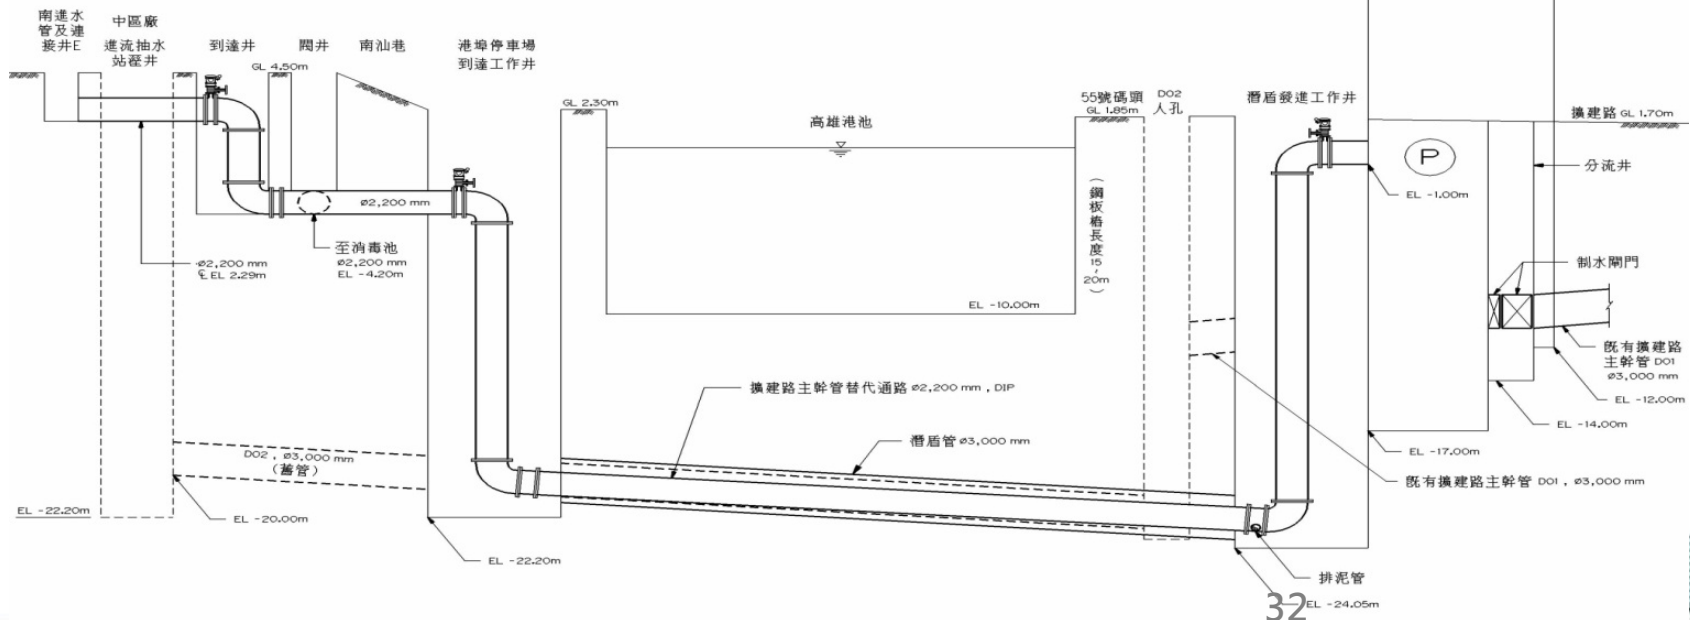 南進水
管及連
接井E
中區廠
進流抽水
站溼井
到達井
閥井
南汕巷
港埠停車場
到達工作井
GL 4.50m
GL 2.30m
高雄港池
55號碼頭
GL 1.85m
D02
人孔
潛盾發進工作井
擴建路 GL 1.70m
P
分流井
EL -1.00m
ø2,200 mm
至消毒池
ø2,200 mm
EL -4.20m
ø2,200 mm
℄ EL 2.29m
(鋼板樁長度15~20m)
EL -10.00m
制水閘門
既有擴建路
主幹管 D01
ø3,000 mm
EL -12.00m
EL -14.00m
EL -17.00m
擴建路主幹管替代通路 ø2,200 mm , DIP
潛盾管 ø3,000 mm
既有擴建路主幹管 D01 , ø3,000 mm
D02 , ø3,000 mm
(舊管)
EL -22.20m
EL -20.00m
EL -22.20m
排泥管
EL -24.05m
32